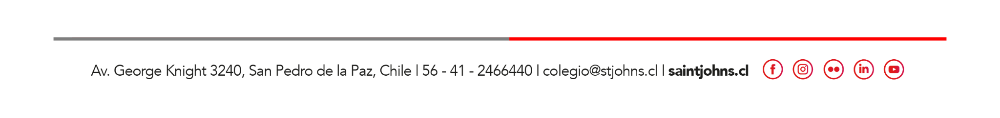 Av. George Knight 3240, San Pedro de la Paz, Chile | 56 - 41 - 2466440 | colegio@stjohns.cl | saintjohns.cl